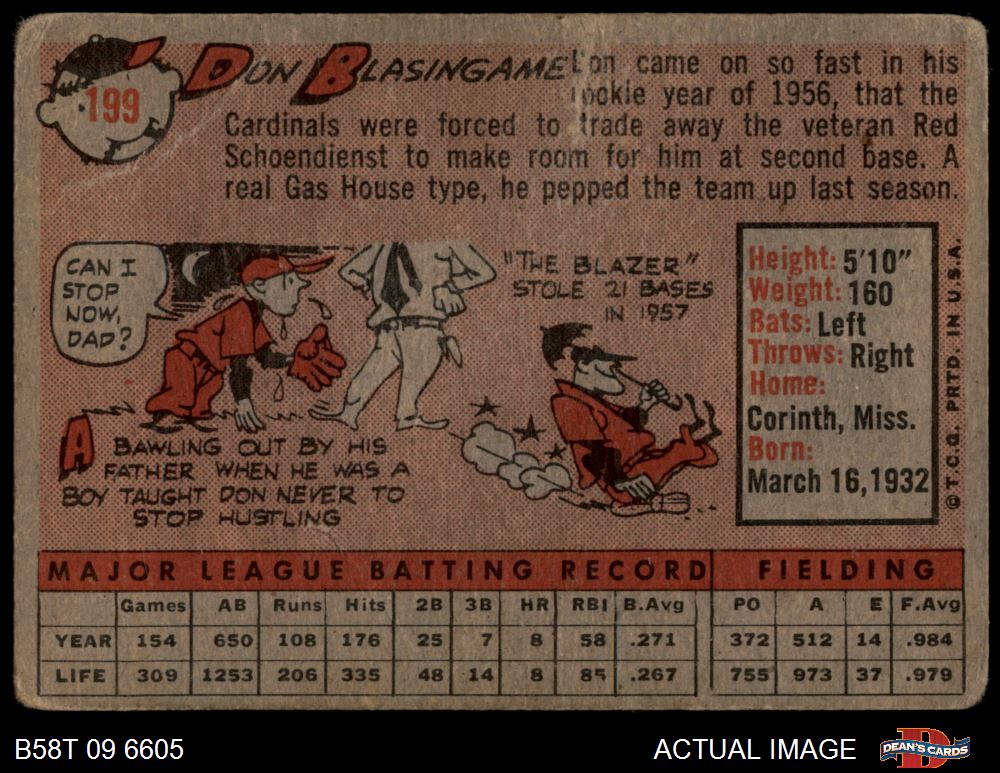 199
DON BLASINGAME Don came on so fast in his
rookie year of 1956, that the
Cardinals were forced to trade away the veteran Red
Schoendienst to make room for him at second base. A
real Gas House type, he pepped the team up last season.
CAN I
STOP
NOW,
DAD?
"THE BLAZER"
STOLE 21 BASES
IN 1957
A BAWLING OUT BY HIS
FATHER WHEN HE WAS A
BOY TAUGHT DON NEVER TO
STOP HUSTLING
Height: 5'10"
Weight: 160
Bats: Left
Throws: Right
Home:
Corinth, Miss.
Born:
March 16, 1932
©T.C.G. PRTD. IN U.S.A.
MAJOR LEAGUE BATTING RECORD FIELDING
Games AB Runs Hits 2B 3B HR RBI B.Avg PO A E F.Avg
YEAR 154 650 108 176 25 7 8 58 .271 372 512 14 .984
LIFE 309 1253 206 335 48 14 8 85 .267 755 973 37 .979
B58T 09 6605 ACTUAL IMAGE D DEAN'S CARDS